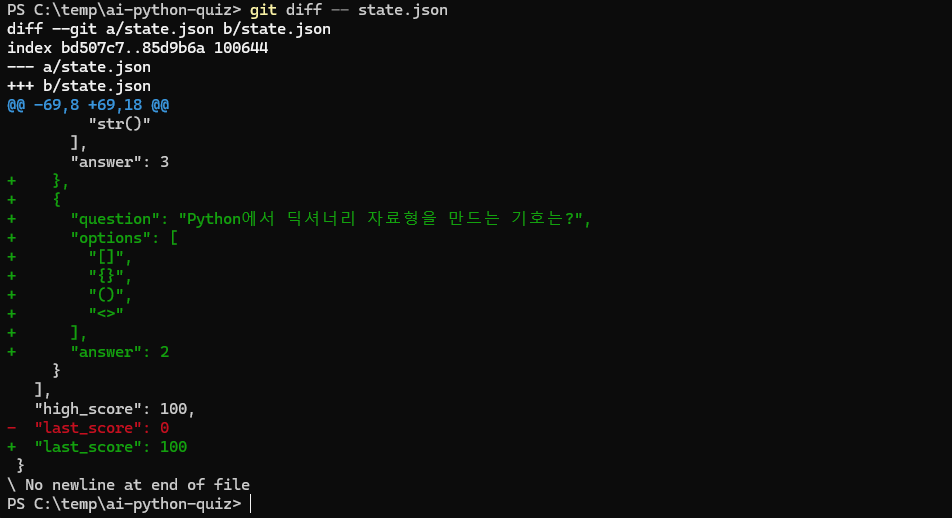 PS C:\temp\ai-python-quiz> git diff -- state.json
diff --git a/state.json b/state.json
index bd507c7..85d9b6a 100644
--- a/state.json
+++ b/state.json
@@ -69,8 +69,18 @@
         "str()"
       ],
       "answer": 3
+    },
+    {
+      "question": "Python에서 딕셔너리 자료형을 만드는 기호는?",
+      "options": [
+        "[]",
+        "{}",
+        "()",
+        "<>"
+      ],
+      "answer": 2
     }
   ],
   "high_score": 100,
-  "last_score": 0
+  "last_score": 100
 }
\ No newline at end of file
PS C:\temp\ai-python-quiz>